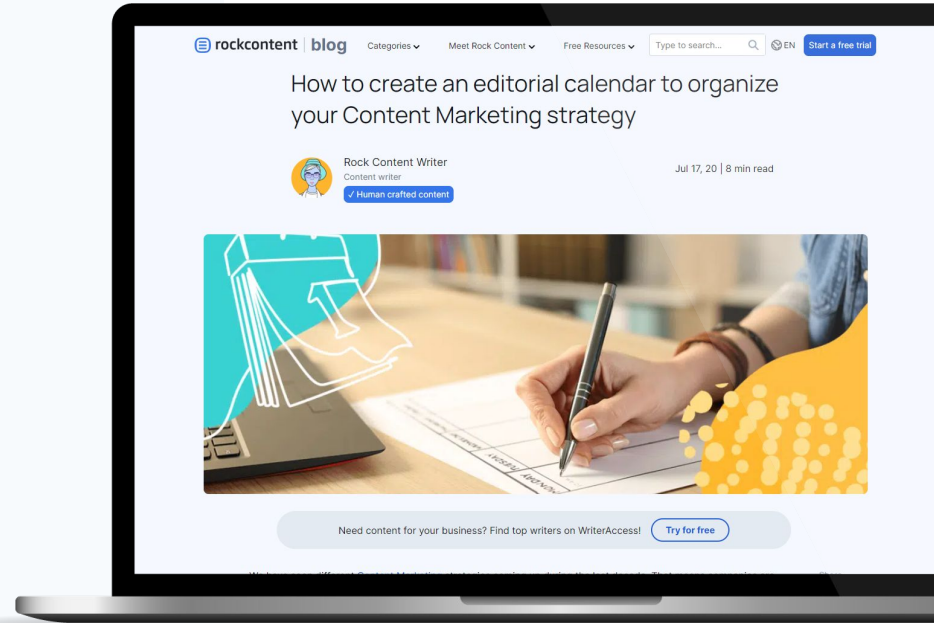 rockcontent | blog
Categories
Meet Rock Content
Free Resources
Type to search...
EN
Start a free trial
How to create an editorial calendar to organize
your Content Marketing strategy
Rock Content Writer
Content writer
✓ Human crafted content
Jul 17, 20 | 8 min read
TUESDAY
MONDAY
Need content for your business? Find top writers on WriterAccess!
Try for free